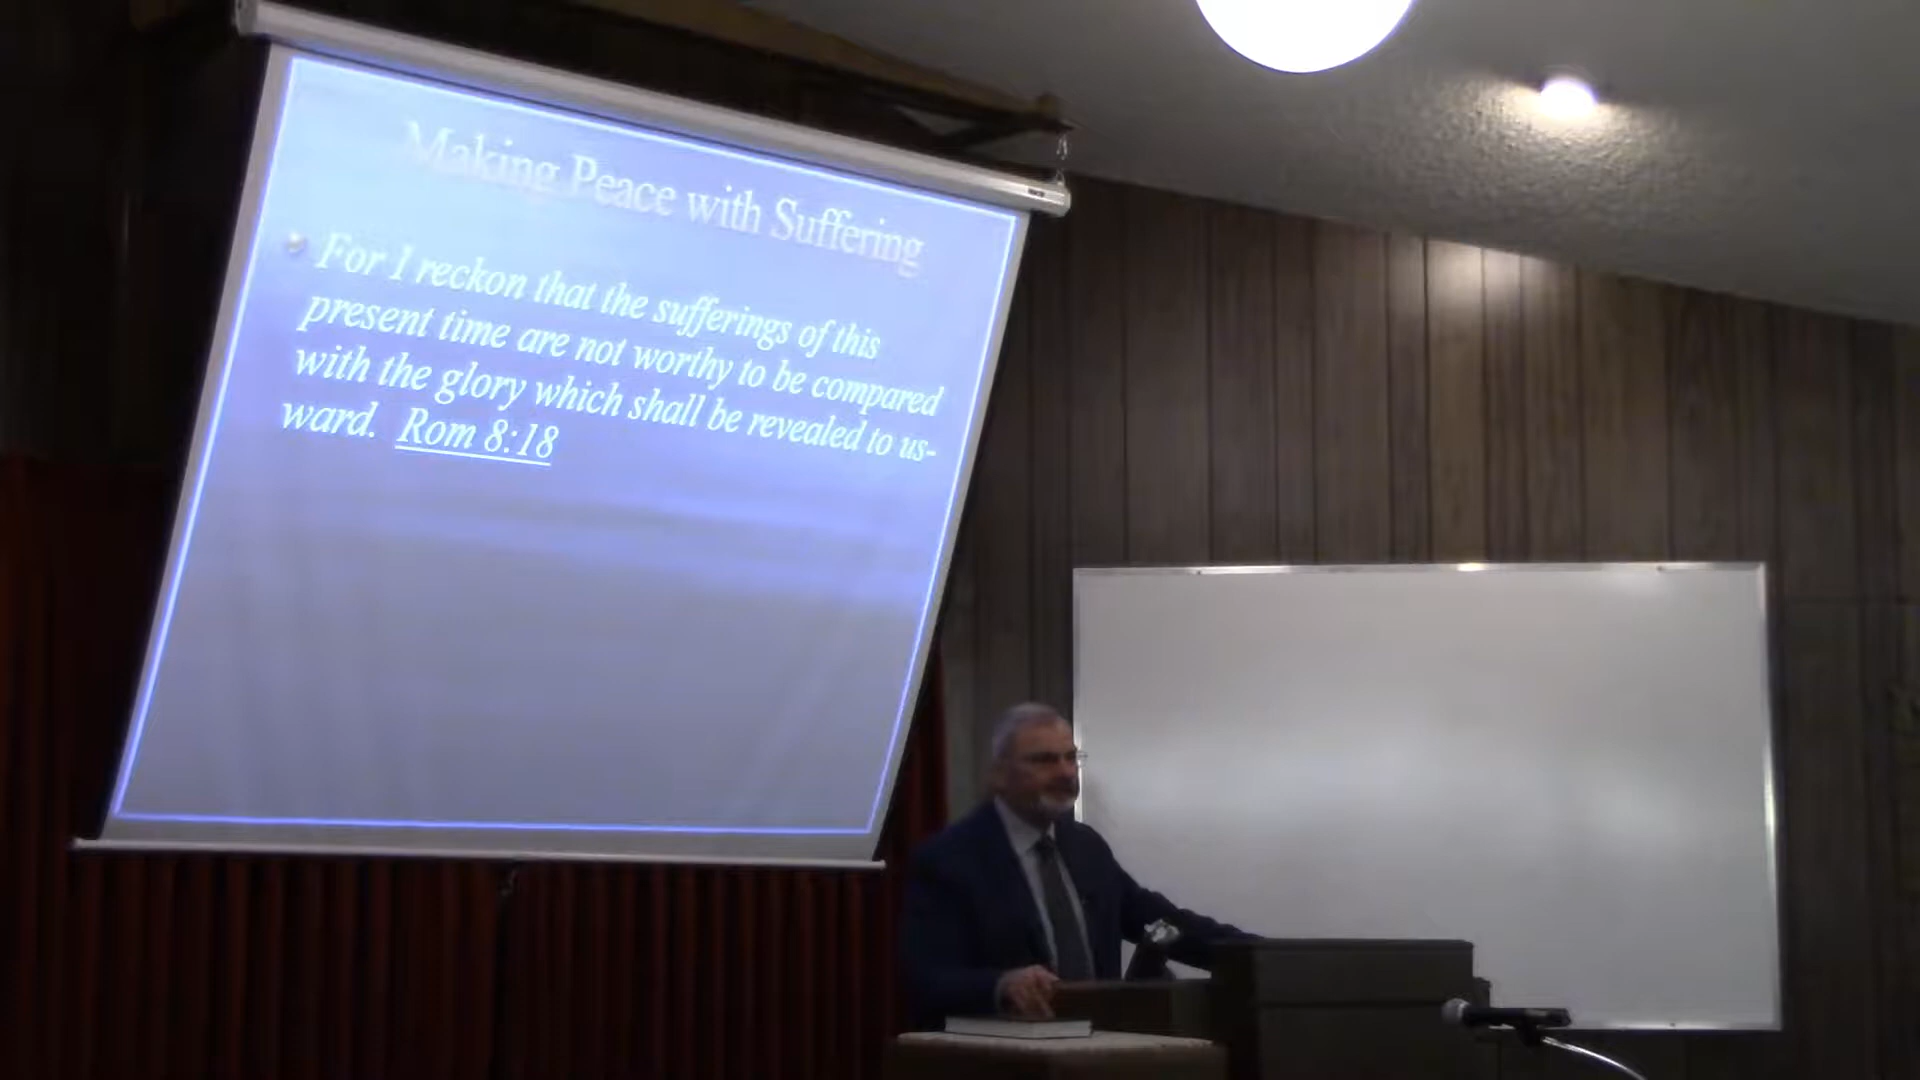 Making Peace with Suffering
For I reckon that the sufferings of this
present time are not worthy to be compared
with the glory which shall be revealed to us-
ward. Rom 8:18